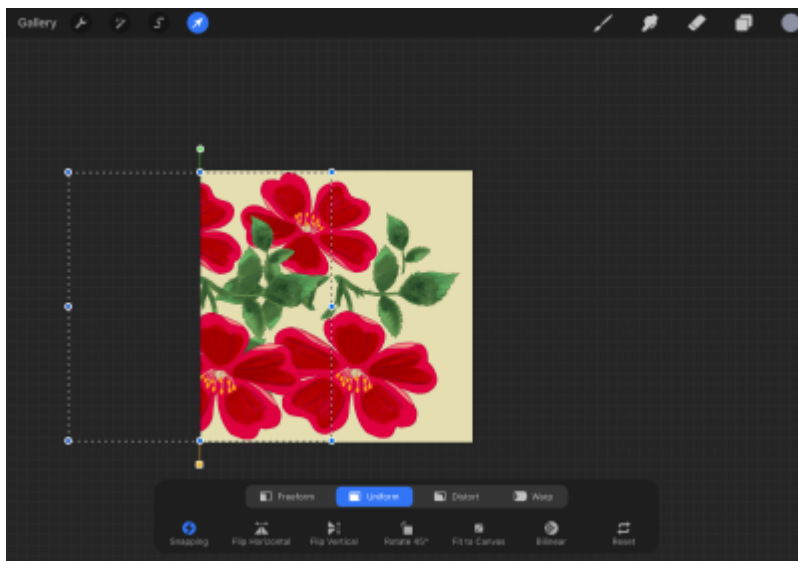 Gallery
Freeform Uniform Distort Warp
Snapping Flip Horizontal Flip Vertical Rotate 45° Fit to Canvas Bilinear Reset